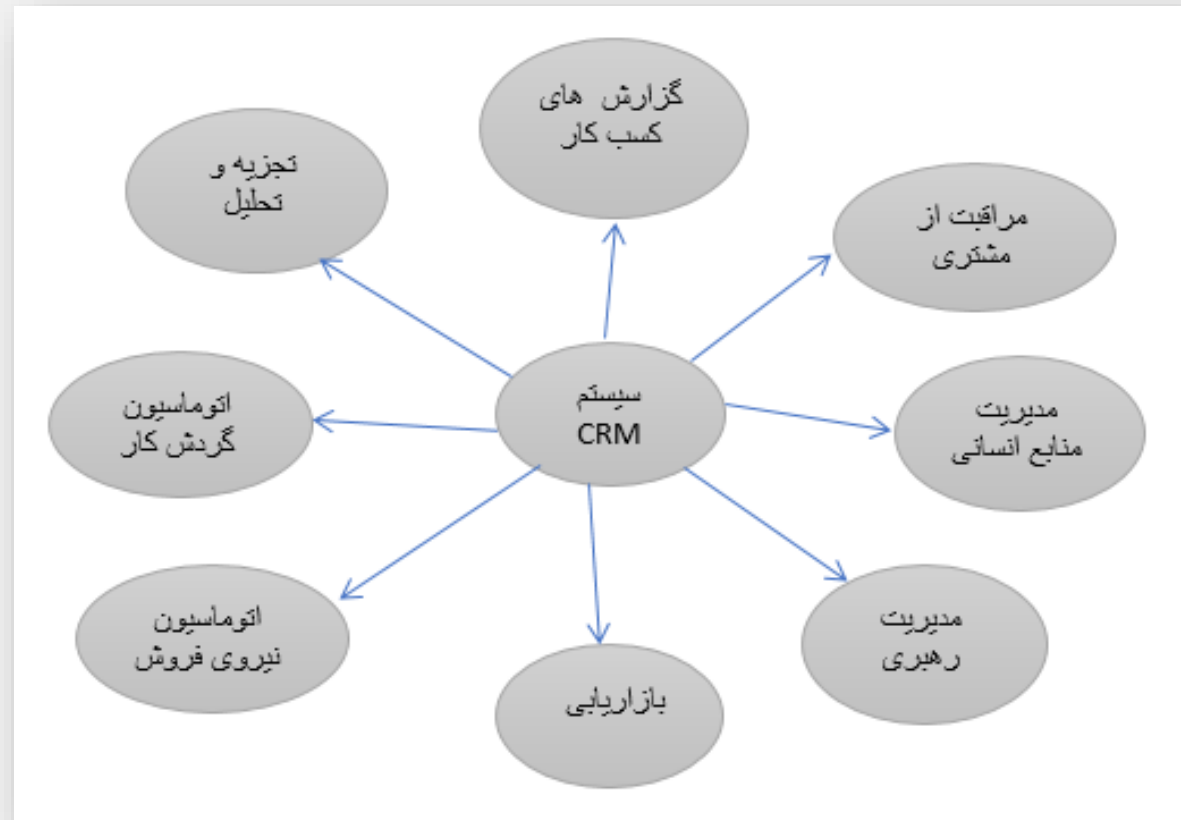 گزارش های
کسب کار
تجزیه و
تحلیل
مراقبت از
مشتری
سیستم
CRM
اتوماسیون
گردش کار
مدیریت
منابع انسانی
اتوماسیون
نیروی فروش
مدیریت
رهبری
بازاریابی